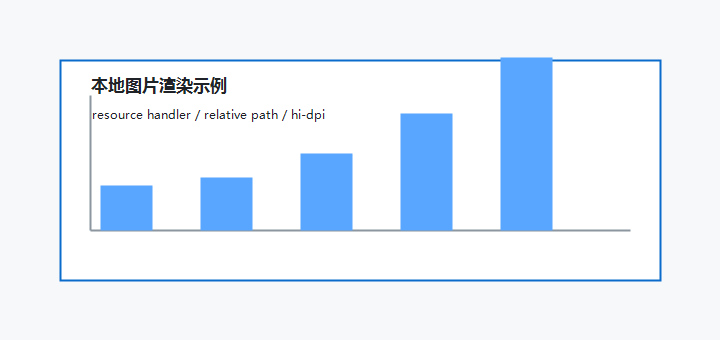 本地图片渲染示例
resource handler / relative path / hi-dpi